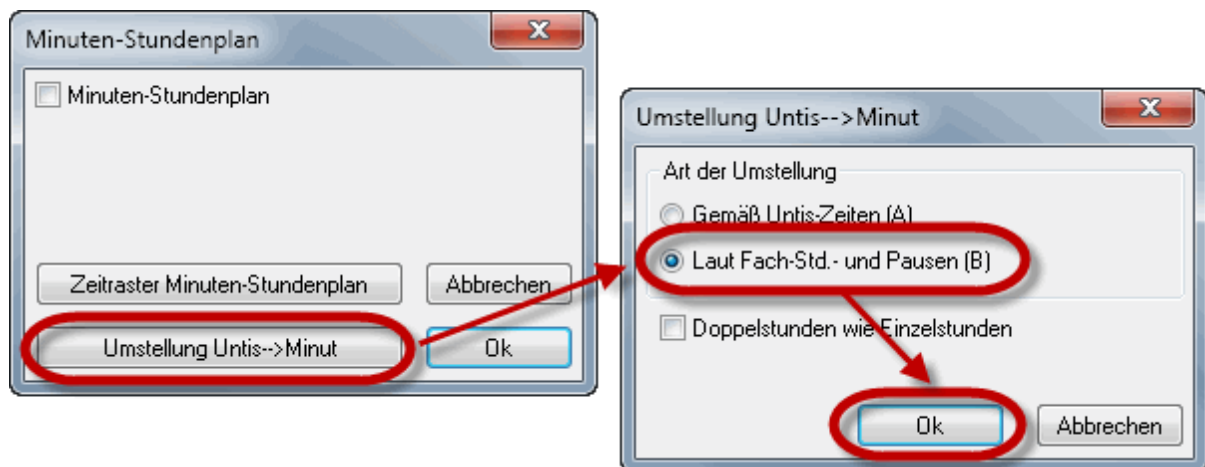 Minuten-Stundenplan
Minuten-Stundenplan
Zeitraster Minuten-Stundenplan
Abbrechen
Umstellung Untis-->Minut
Ok
Umstellung Untis-->Minut
Art der Umstellung
Gemäß Untis-Zeiten (A)
Laut Fach-Std.- und Pausen (B)
Doppelstunden wie Einzelstunden
Ok
Abbrechen